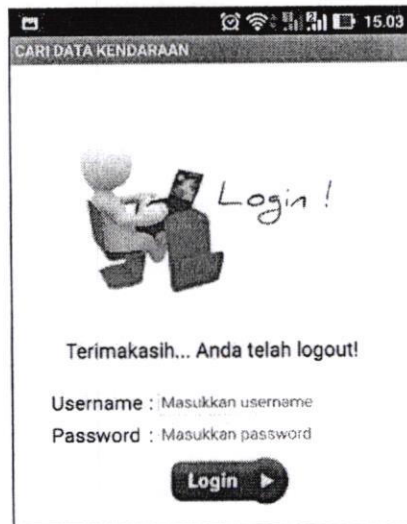 15.03
CARI DATA KENDARAAN
Login !
Terimakasih... Anda telah logout!
Username : Masukkan username
Password : Masukkan password
Login